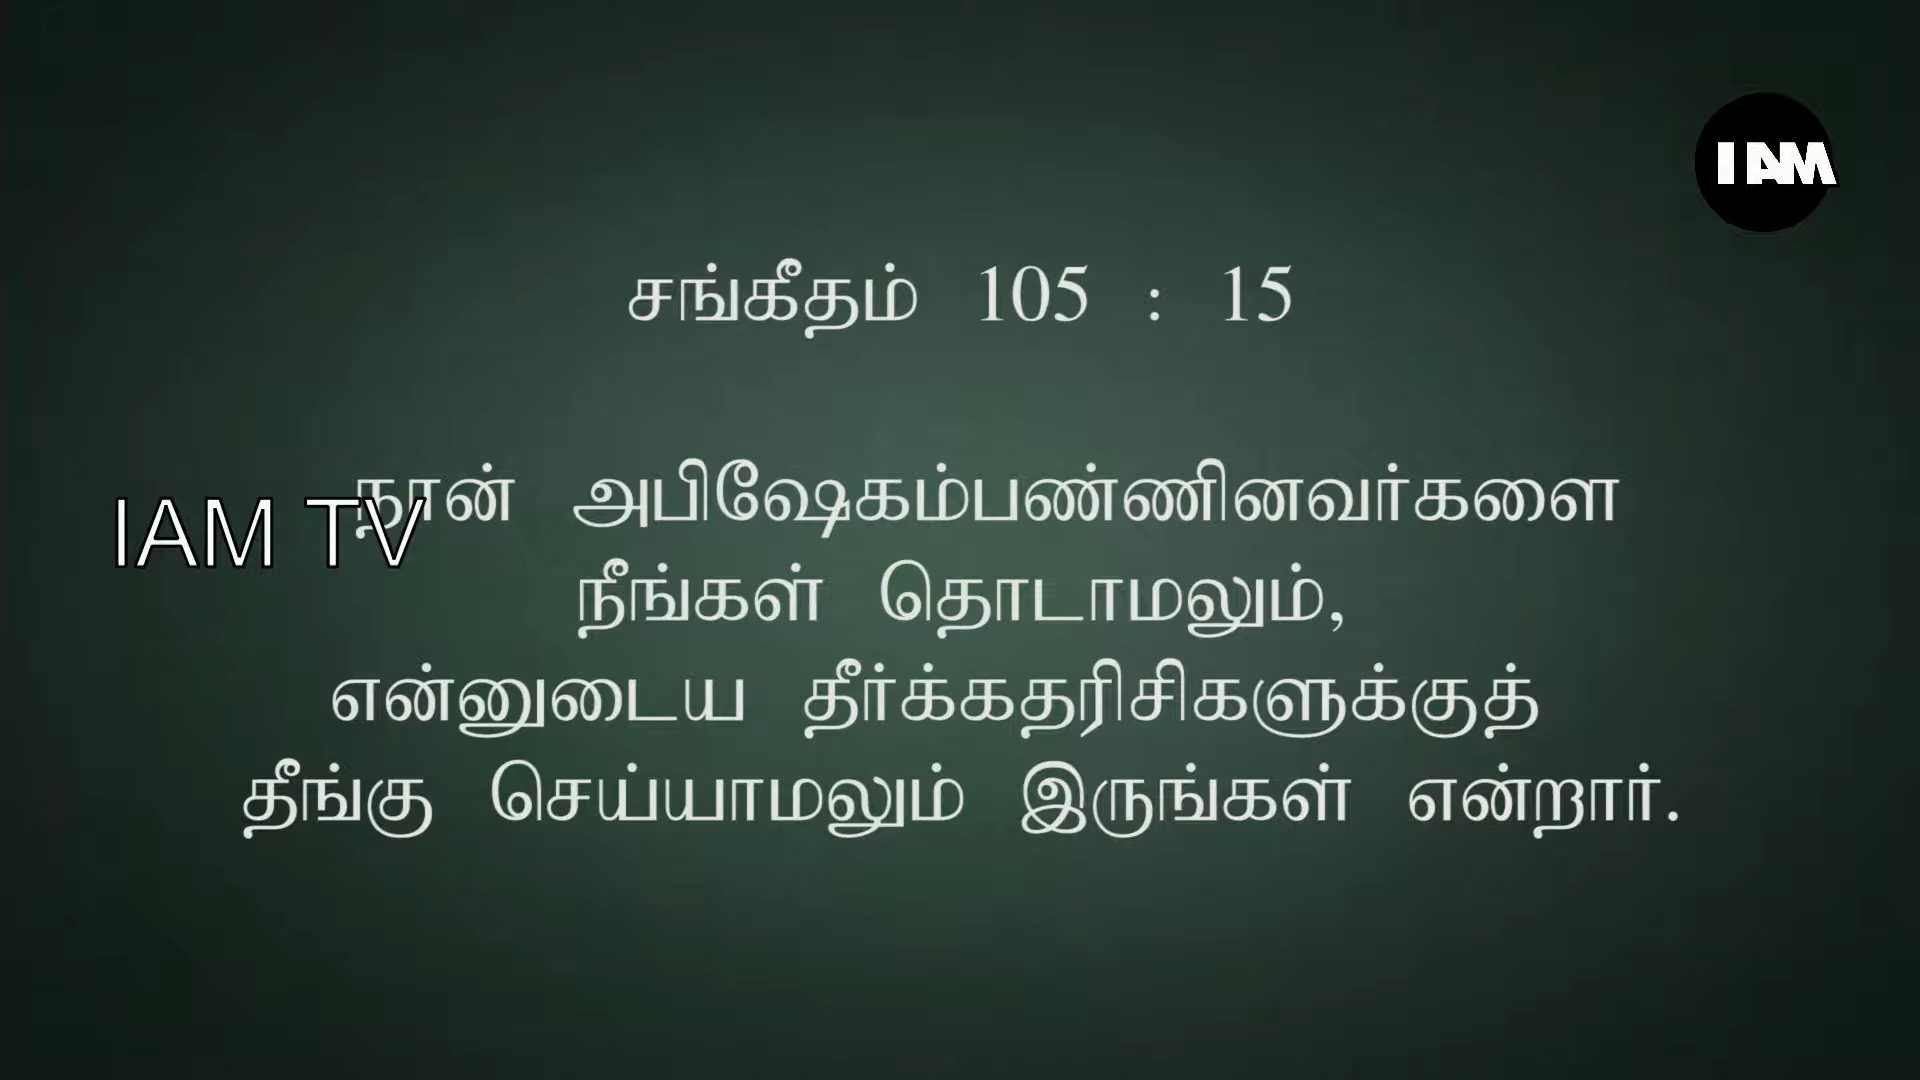 I AM
சங்கீதம் 105 : 15
நான் அபிஷேகம்பண்ணினவர்களை
IAM TV
நீங்கள் தொடாமலும்,
என்னுடைய தீர்க்கதரிசிகளுக்குத்
தீங்கு செய்யாமலும் இருங்கள் என்றார்.